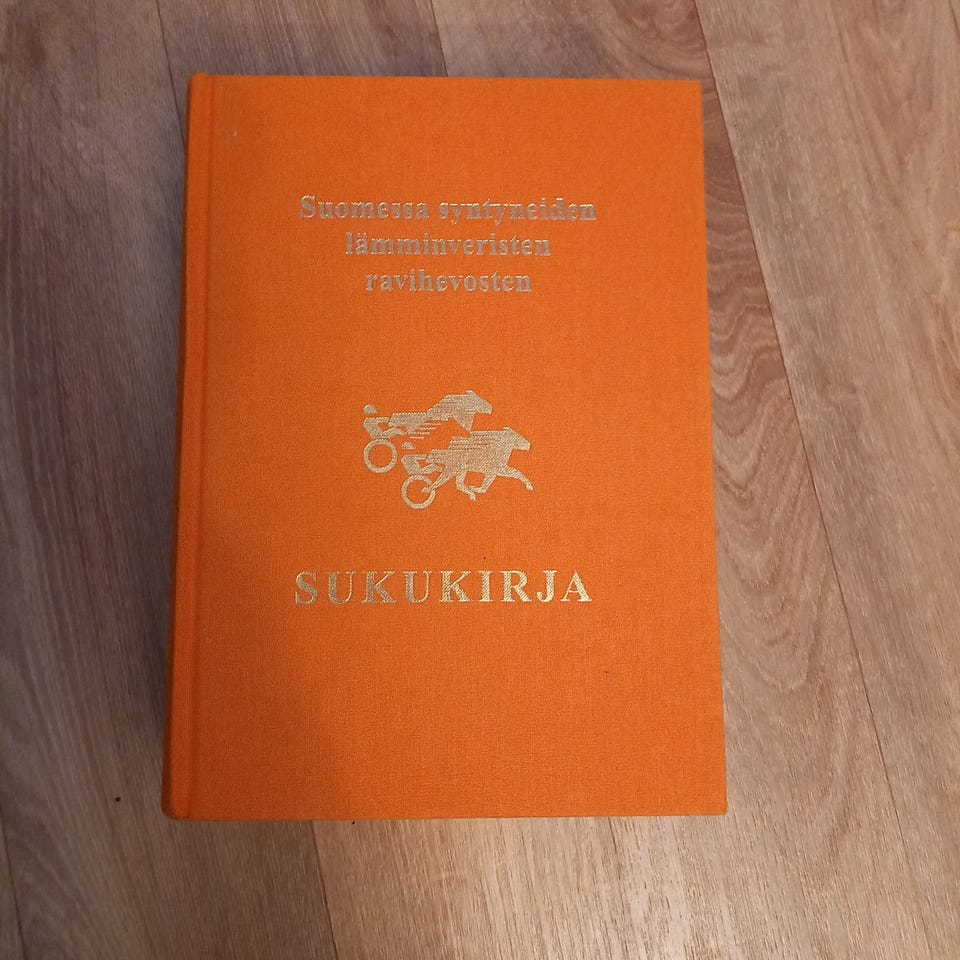 Suomessa syntyneiden
lämminveristen
ravihevosten
SUKUKIRJA